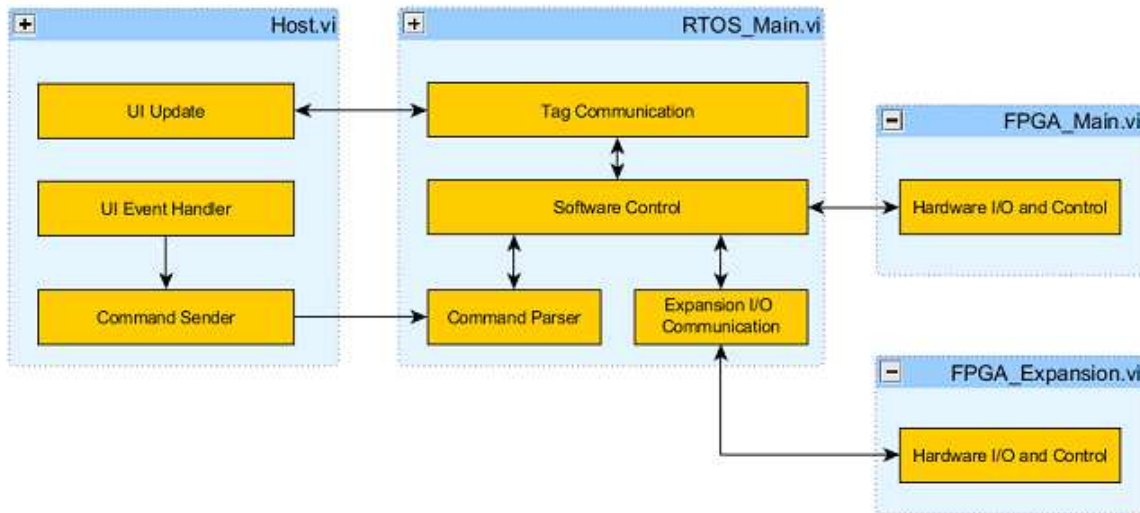 Host.vi
UI Update
UI Event Handler
Command Sender
RTOS_Main.vi
Tag Communication
Software Control
Command Parser
Expansion I/O
Communication
FPGA_Main.vi
Hardware I/O and Control
FPGA_Expansion.vi
Hardware I/O and Control